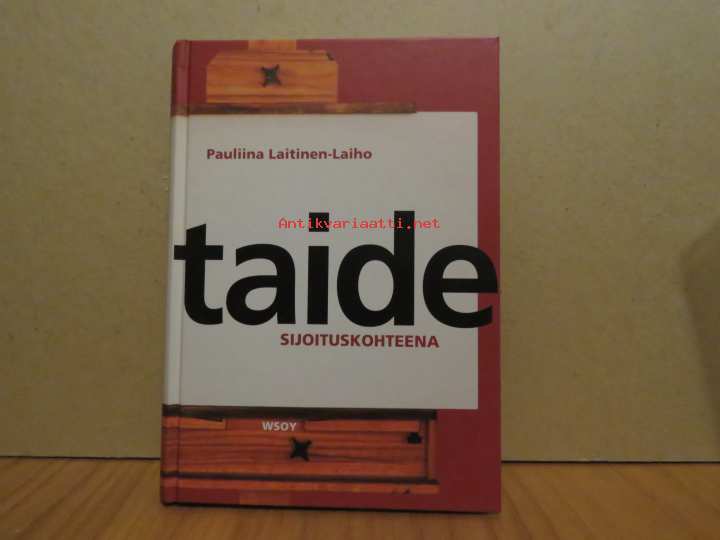 Pauliina Laitinen-Laiho
Antikvariaatti.net
taide
SIJOITUSKOHTEENA
WSOY